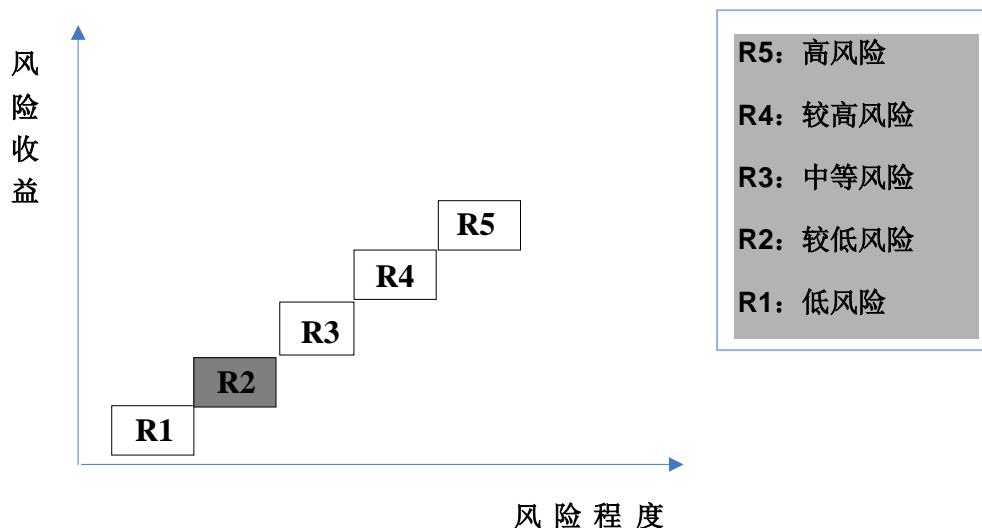 风
险
收
益
R5
R4
R3
R2
R1
风 险 程 度
R5：高风险
R4：较高风险
R3：中等风险
R2：较低风险
R1：低风险